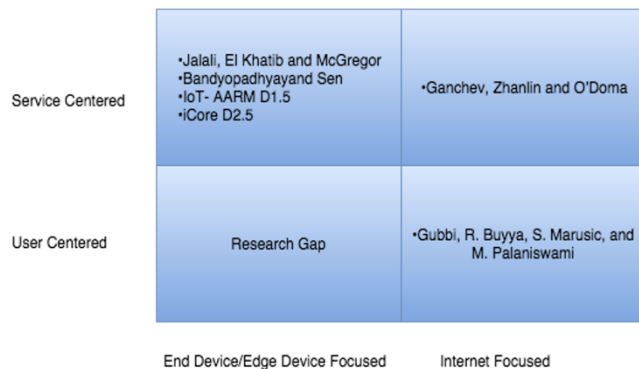 •Jalali, El Khatib and McGregor
•Bandyopadhyayand Sen
•IoT- AARM D1.5
•iCore D2.5
Service Centered
•Ganchev, Zhanlin and O'Doma
User Centered
Research Gap
•Gubbi, R. Buyya, S. Marusic, and
M. Palaniswami
End Device/Edge Device Focused
Internet Focused